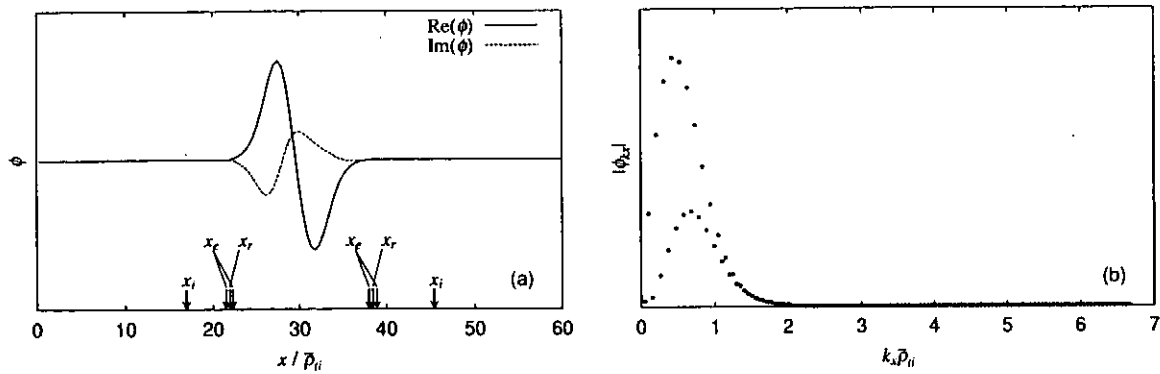 Re(ϕ)
Im(ϕ)
ϕ
x_e x_r x_e x_r
x_i x_i
(a)
0 10 20 30 40 50 60
x / ρ̄_ti
|ϕ_kx|
(b)
0 1 2 3 4 5 6 7
k_x ρ̄_ti